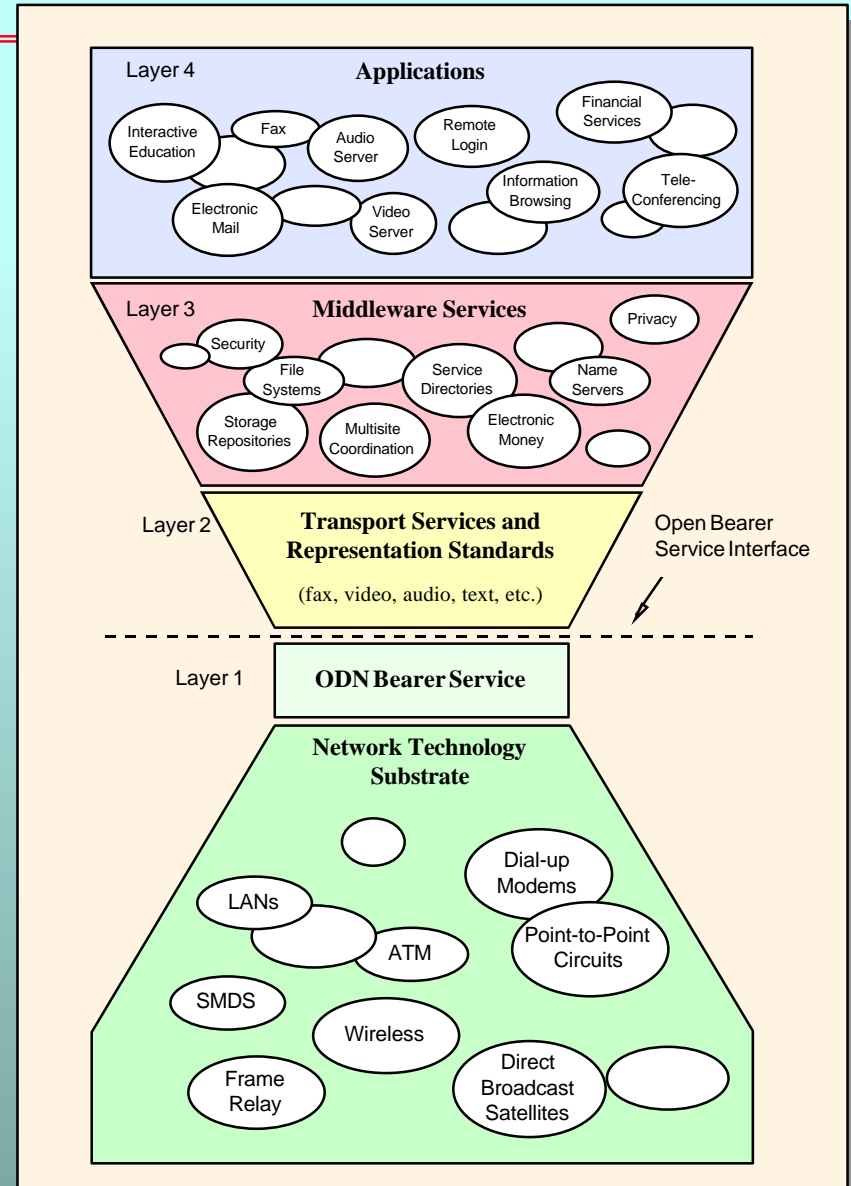 Layer 4
Applications
Interactive
Education
Fax
Audio
Server
Remote
Login
Financial
Services
Electronic
Mail
Video
Server
Information
Browsing
Tele-
Conferencing
Layer 3
Middleware Services
Privacy
Security
File
Systems
Service
Directories
Name
Servers
Storage
Repositories
Multisite
Coordination
Electronic
Money
Layer 2
Transport Services and
Representation Standards
(fax, video, audio, text, etc.)
Open Bearer
Service Interface
Layer 1
ODN Bearer Service
Network Technology
Substrate
Dial-up
Modems
LANs
Point-to-Point
Circuits
ATM
SMDS
Wireless
Frame
Relay
Direct
Broadcast
Satellites